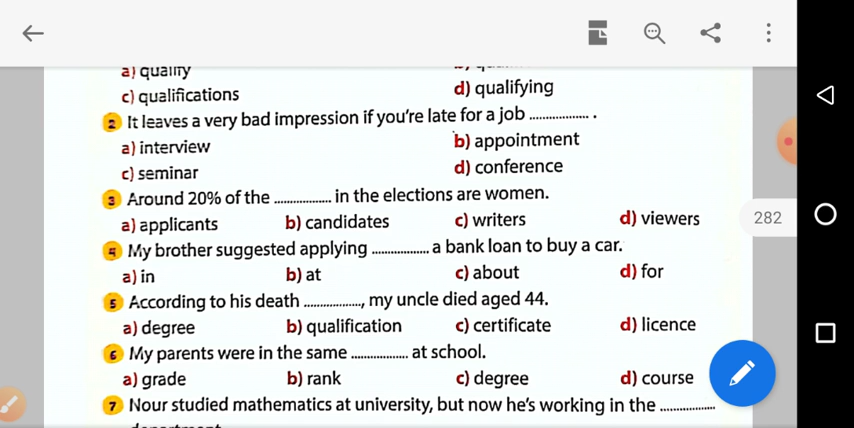 a) qualify
c) qualifications d) qualifying
2 It leaves a very bad impression if you're late for a job .................. .
a) interview b) appointment
c) seminar d) conference
3 Around 20% of the ................. in the elections are women.
a) applicants b) candidates c) writers d) viewers
4 My brother suggested applying ................. a bank loan to buy a car.
a) in b) at c) about d) for
5 According to his death ................., my uncle died aged 44.
a) degree b) qualification c) certificate d) licence
6 My parents were in the same ................. at school.
a) grade b) rank c) degree d) course
7 Nour studied mathematics at university, but now he's working in the ................
282